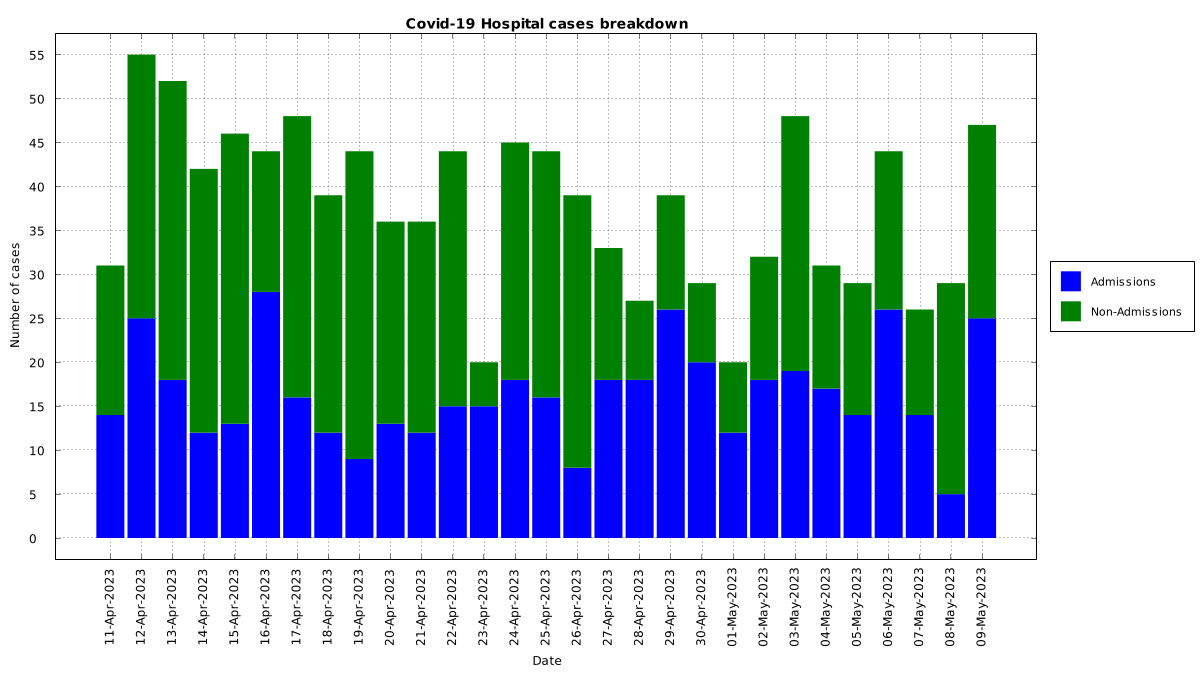 Covid-19 Hospital cases breakdown
55
50
45
40
35
30
25
20
15
10
5
0
Number of cases
11-Apr-2023
12-Apr-2023
13-Apr-2023
14-Apr-2023
15-Apr-2023
16-Apr-2023
17-Apr-2023
18-Apr-2023
19-Apr-2023
20-Apr-2023
21-Apr-2023
22-Apr-2023
23-Apr-2023
24-Apr-2023
25-Apr-2023
26-Apr-2023
27-Apr-2023
28-Apr-2023
29-Apr-2023
30-Apr-2023
01-May-2023
02-May-2023
03-May-2023
04-May-2023
05-May-2023
06-May-2023
07-May-2023
08-May-2023
09-May-2023
Date
Admissions
Non-Admissions